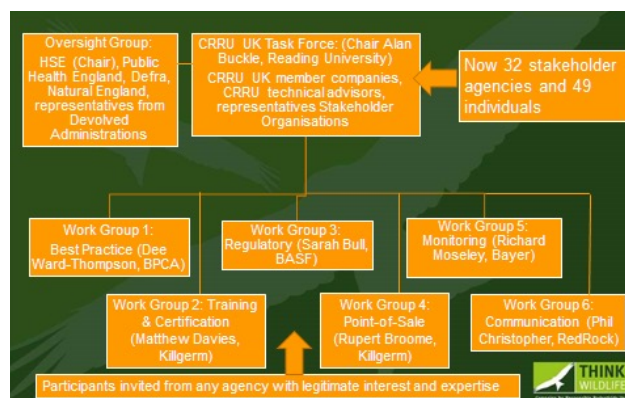 Oversight Group:
HSE (Chair), Public
Health England, Defra,
Natural England,
representatives from
Devolved
Administrations
CRRU UK Task Force: (Chair Alan
Buckle, Reading University)
CRRU UK member companies,
CRRU technical advisors,
representatives Stakeholder
Organisations
Now 32 stakeholder
agencies and 49
individuals
Work Group 1:
Best Practice (Dee
Ward-Thompson, BPCA)
Work Group 3:
Regulatory (Sarah Bull,
BASF)
Work Group 5:
Monitoring (Richard
Moseley, Bayer)
Work Group 2: Training
& Certification
(Matthew Davies,
Killgerm)
Work Group 4:
Point-of-Sale
(Rupert Broome,
Killgerm)
Work Group 6:
Communication (Phil
Christopher, RedRock)
Participants invited from any agency with legitimate interest and expertise
THINK
WILDLIFE